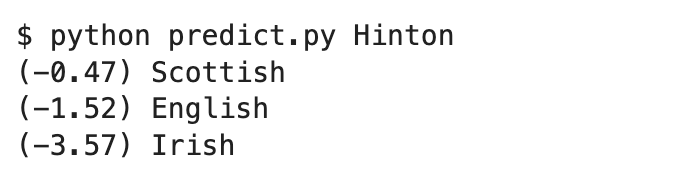 $ python predict.py Hinton
(-0.47) Scottish
(-1.52) English
(-3.57) Irish